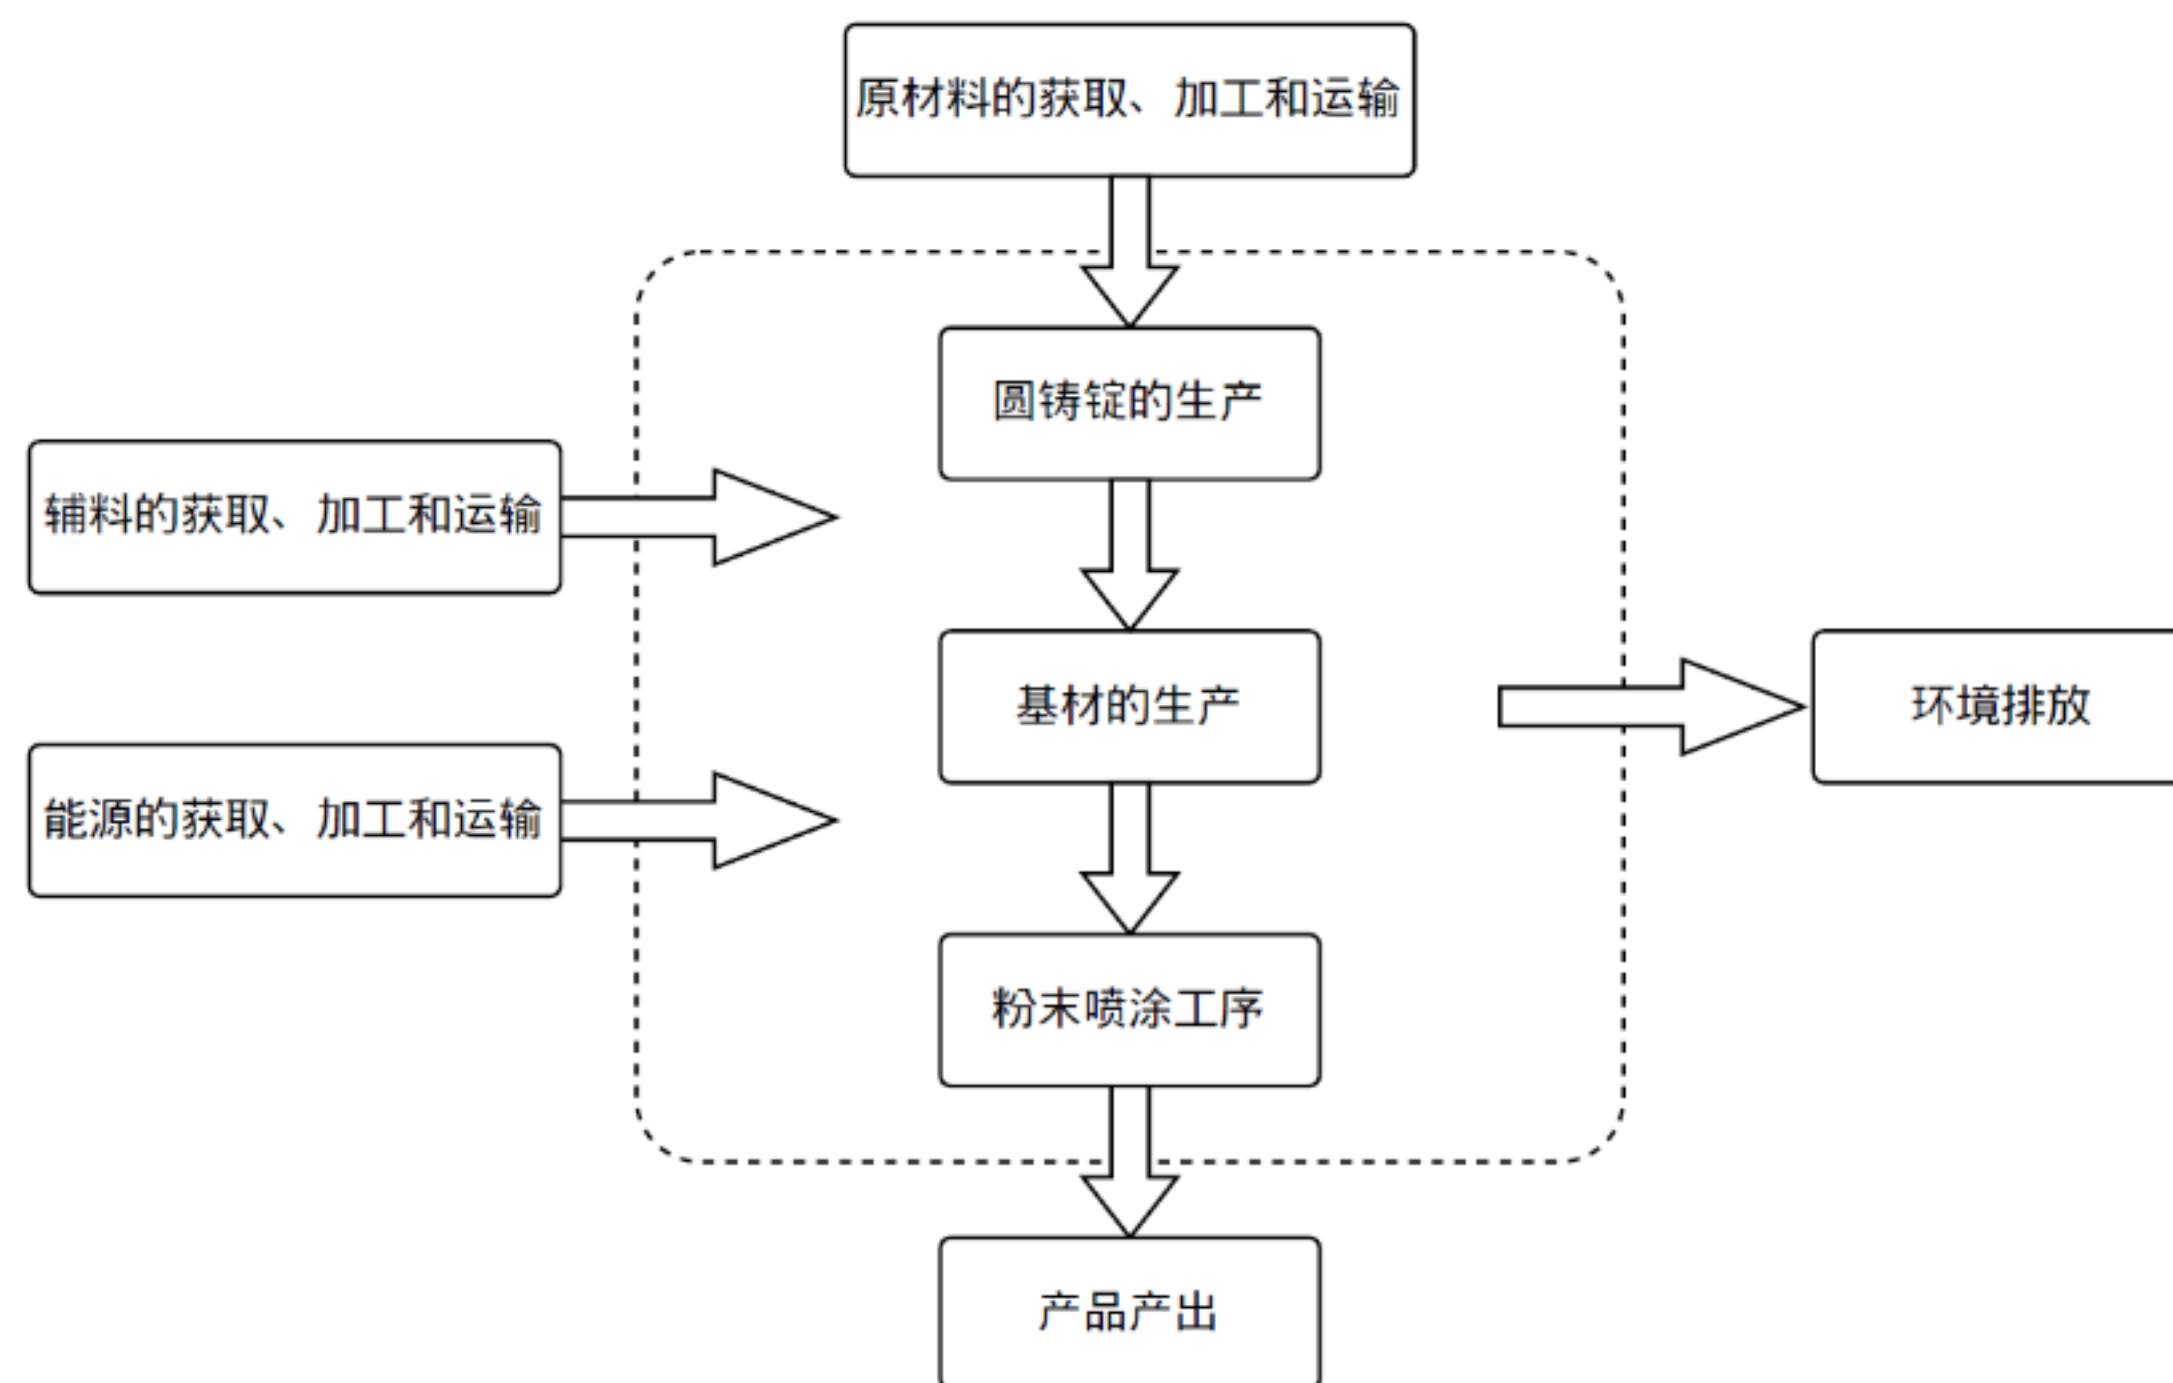 原材料的获取、加工和运输
圆铸锭的生产
辅料的获取、加工和运输
基材的生产
环境排放
能源的获取、加工和运输
粉末喷涂工序
产品产出